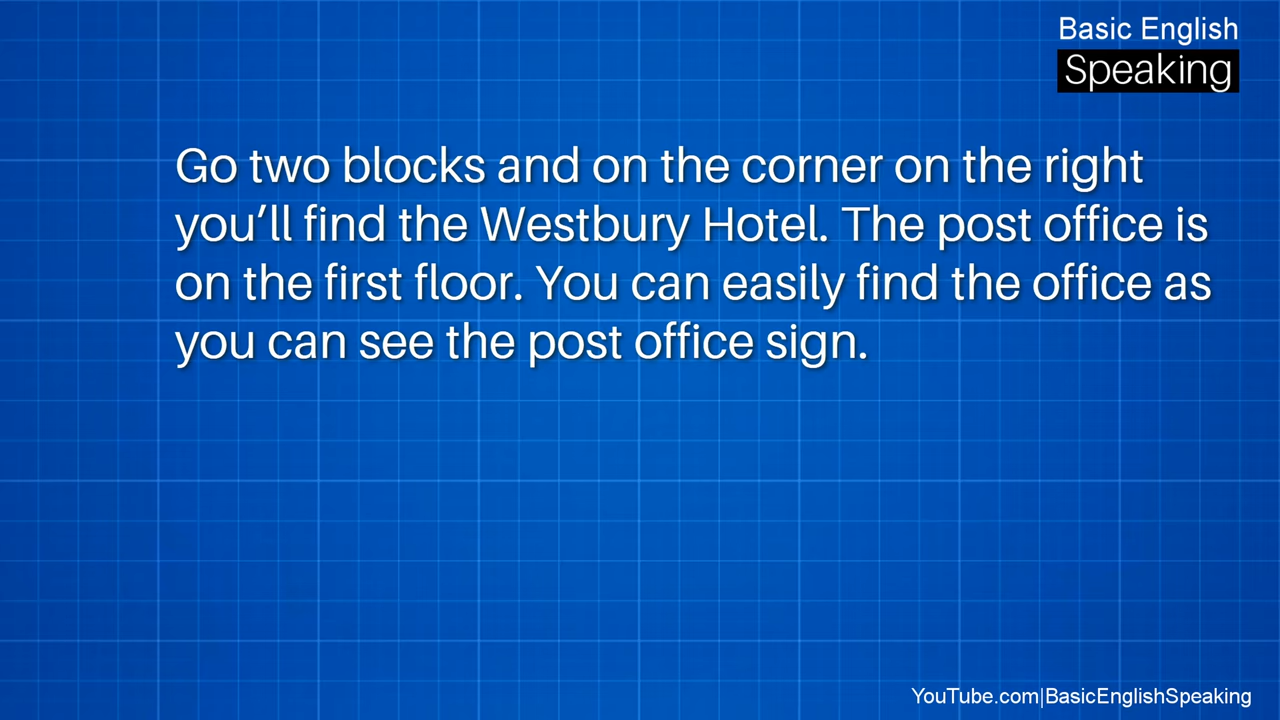 Basic English
Speaking
Go two blocks and on the corner on the right
you’ll find the Westbury Hotel. The post office is
on the first floor. You can easily find the office as
you can see the post office sign.
YouTube.com|BasicEnglishSpeaking